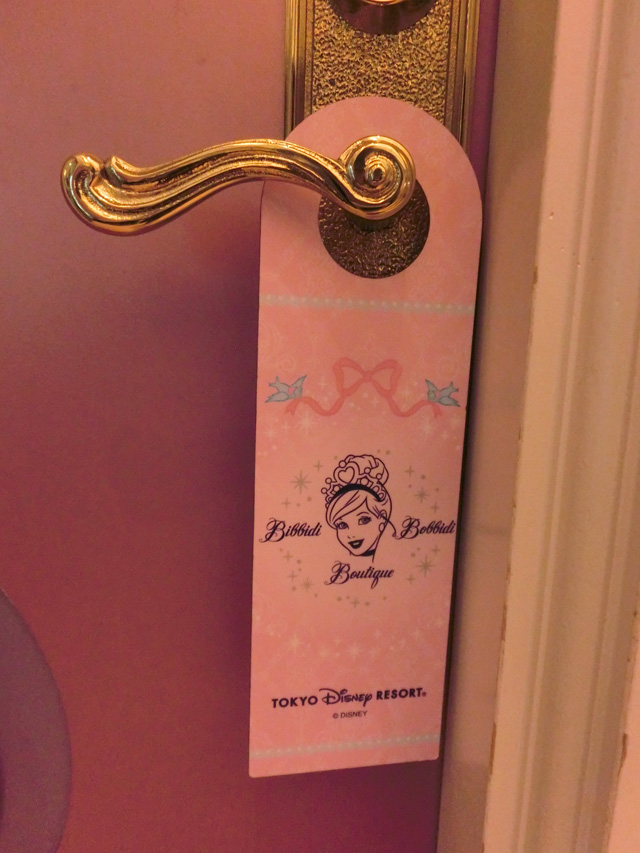 Bibbidi Bobbidi
Boutique
TOKYO Disney RESORT®
© DISNEY